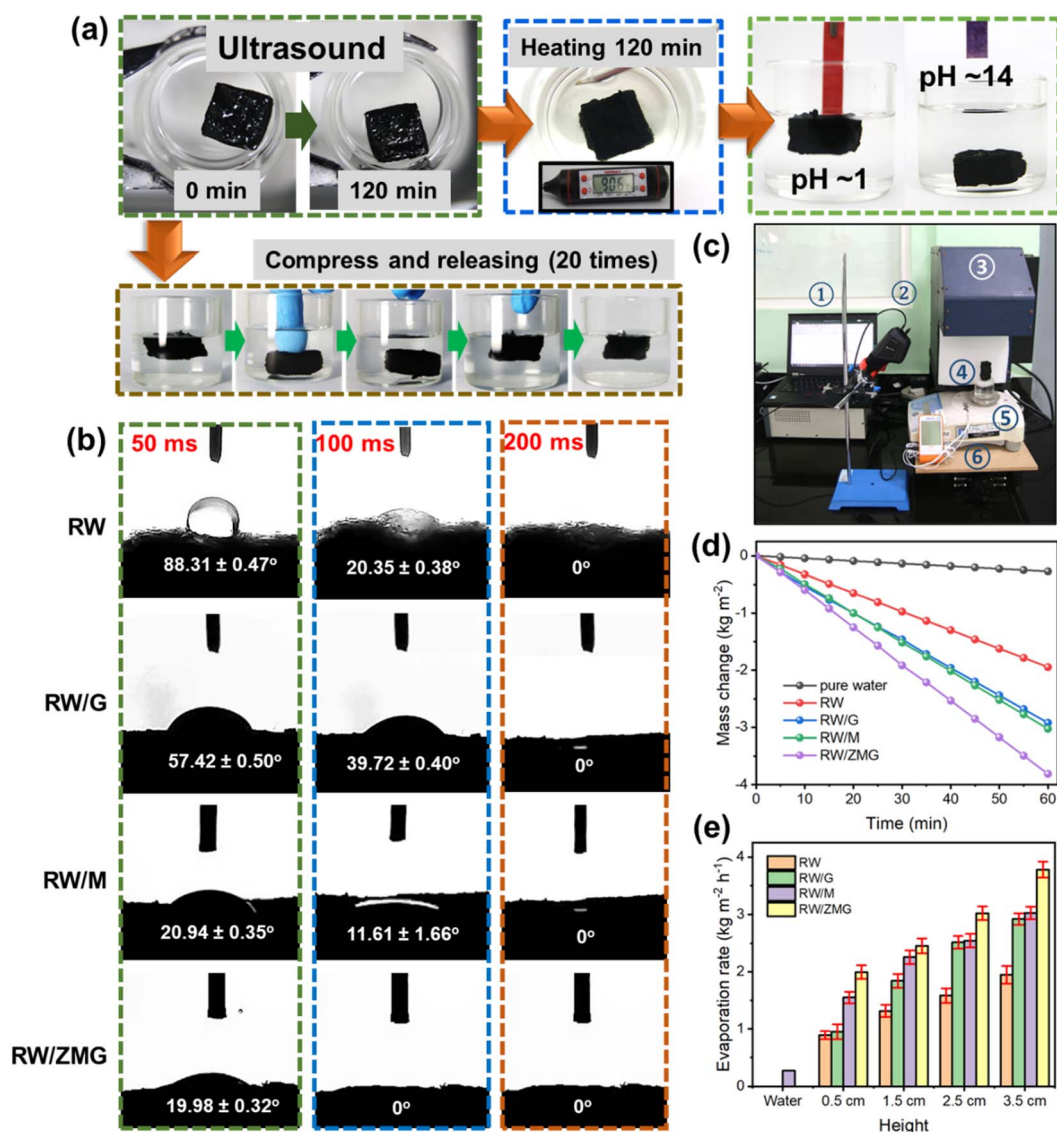 (a)
Ultrasound
0 min
120 min
Heating 120 min
90.6
pH ~1
pH ~14
Compress and releasing (20 times)
(b)
50 ms
100 ms
200 ms
RW
88.31 ± 0.47°
20.35 ± 0.38°
0°
RW/G
57.42 ± 0.50°
39.72 ± 0.40°
0°
RW/M
20.94 ± 0.35°
11.61 ± 1.66°
0°
RW/ZMG
19.98 ± 0.32°
0°
0°
(c)
①
②
③
④
⑤
⑥
(d)
Mass change (kg m⁻²)
0
-1
-2
-3
-4
pure water
RW
RW/G
RW/M
RW/ZMG
0 10 20 30 40 50 60
Time (min)
(e)
Evaporation rate (kg m⁻² h⁻¹)
4
3
2
1
0
RW
RW/G
RW/M
RW/ZMG
Water 0.5 cm 1.5 cm 2.5 cm 3.5 cm
Height